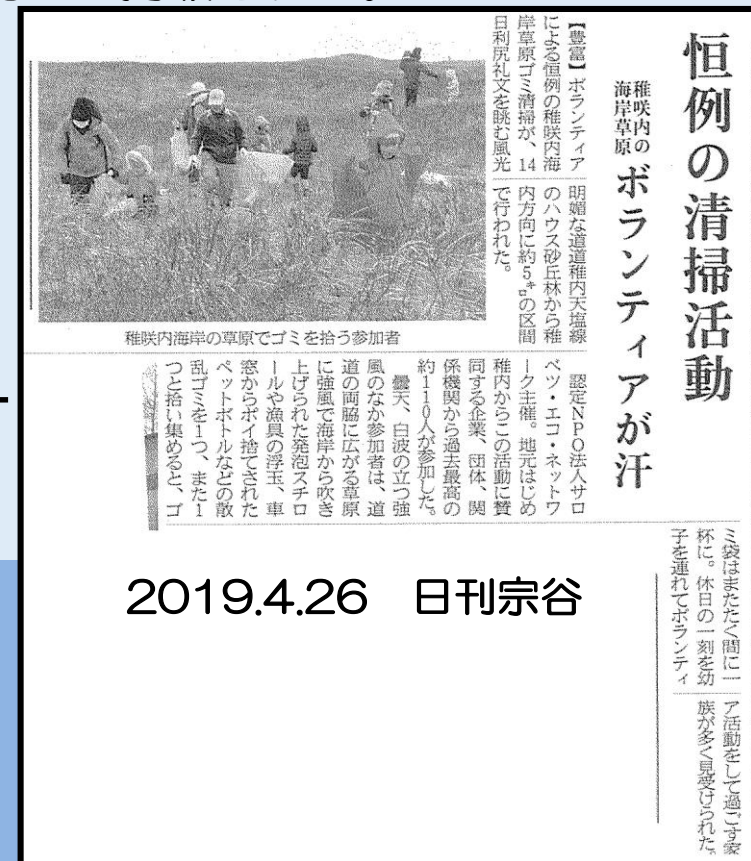 恒例の清掃活動
稚咲内の
海岸草原
ボランティアが汗
【豊富】ボランティア
による恒例の稚咲内海
岸草原ゴミ清掃が、14
日利尻礼文を眺む風光
明媚な道道稚内天塩線
のハウス砂丘林から稚
内方向に約5㌔の区間
で行われた。
稚咲内海岸の草原でゴミを拾う参加者
認定NPO法人サロ
ベツ・エコ・ネットワ
ーク主催。地元はじめ
稚内からこの活動に賛
同する企業、団体、関
係機関から過去最高の
約110人が参加した。
曇天、白波の立つ強
風のなか参加者は、道
道の両脇に広がる草原
に強風で海岸から吹き
上げられた発泡スチロ
ールや漁具の浮玉、車
窓からポイ捨てされた
ペットボトルなどの散
乱ゴミを1つ、また1
つと拾い集めると、ゴ
ミ袋はまたたく間に一
杯に。休日の一刻を幼
子を連れてボランティ
ア活動をして過ごす家
族が多く見受けられた。
2019.4.26 日刊宗谷